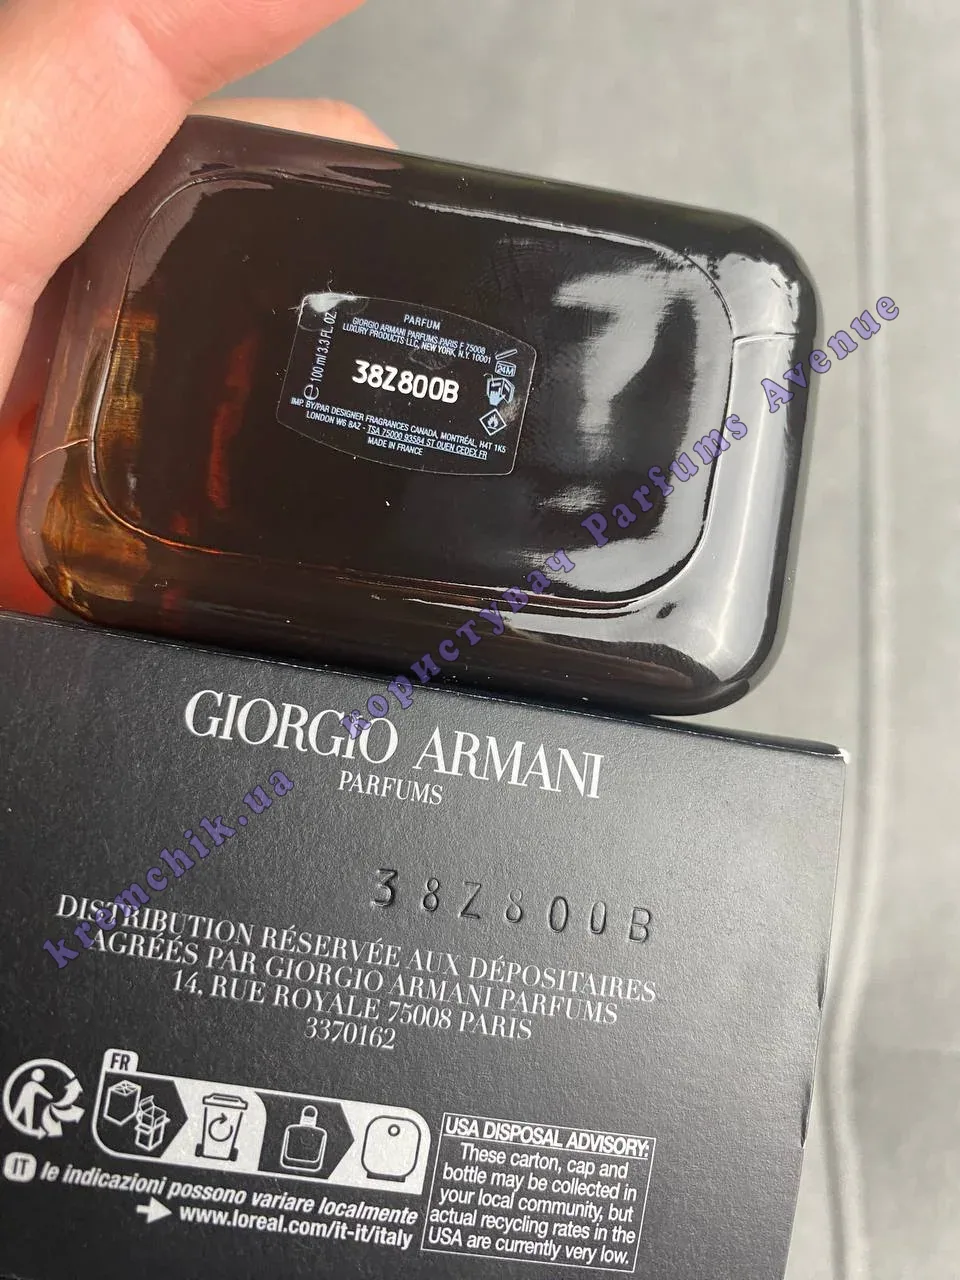 PARFUM
GIORGIO ARMANI PARFUMS PARIS F 75008
LUXURY PRODUCTS LLC, NEW YORK, N.Y. 10001
24M
e 100 ml 3.3 FL. OZ
38Z800B
IMP. BY/PAR DESIGNER FRAGRANCES CANADA, MONTRÉAL, H4T 1K5
LONDON W6 8AZ - TSA 75000 93584 ST OUEN CEDEX FR
MADE IN FRANCE
kremchik.ua користувач Parfums Avenue
GIORGIO ARMANI
PARFUMS
38Z800B
DISTRIBUTION RÉSERVÉE AUX DÉPOSITAIRES
AGRÉÉS PAR GIORGIO ARMANI PARFUMS
14, RUE ROYALE 75008 PARIS
3370162
FR
IT le indicazioni possono variare localmente
www.loreal.com/it-it/italy
USA DISPOSAL ADVISORY:
These carton, cap and
bottle may be collected in
your local community, but
actual recycling rates in the
USA are currently very low.